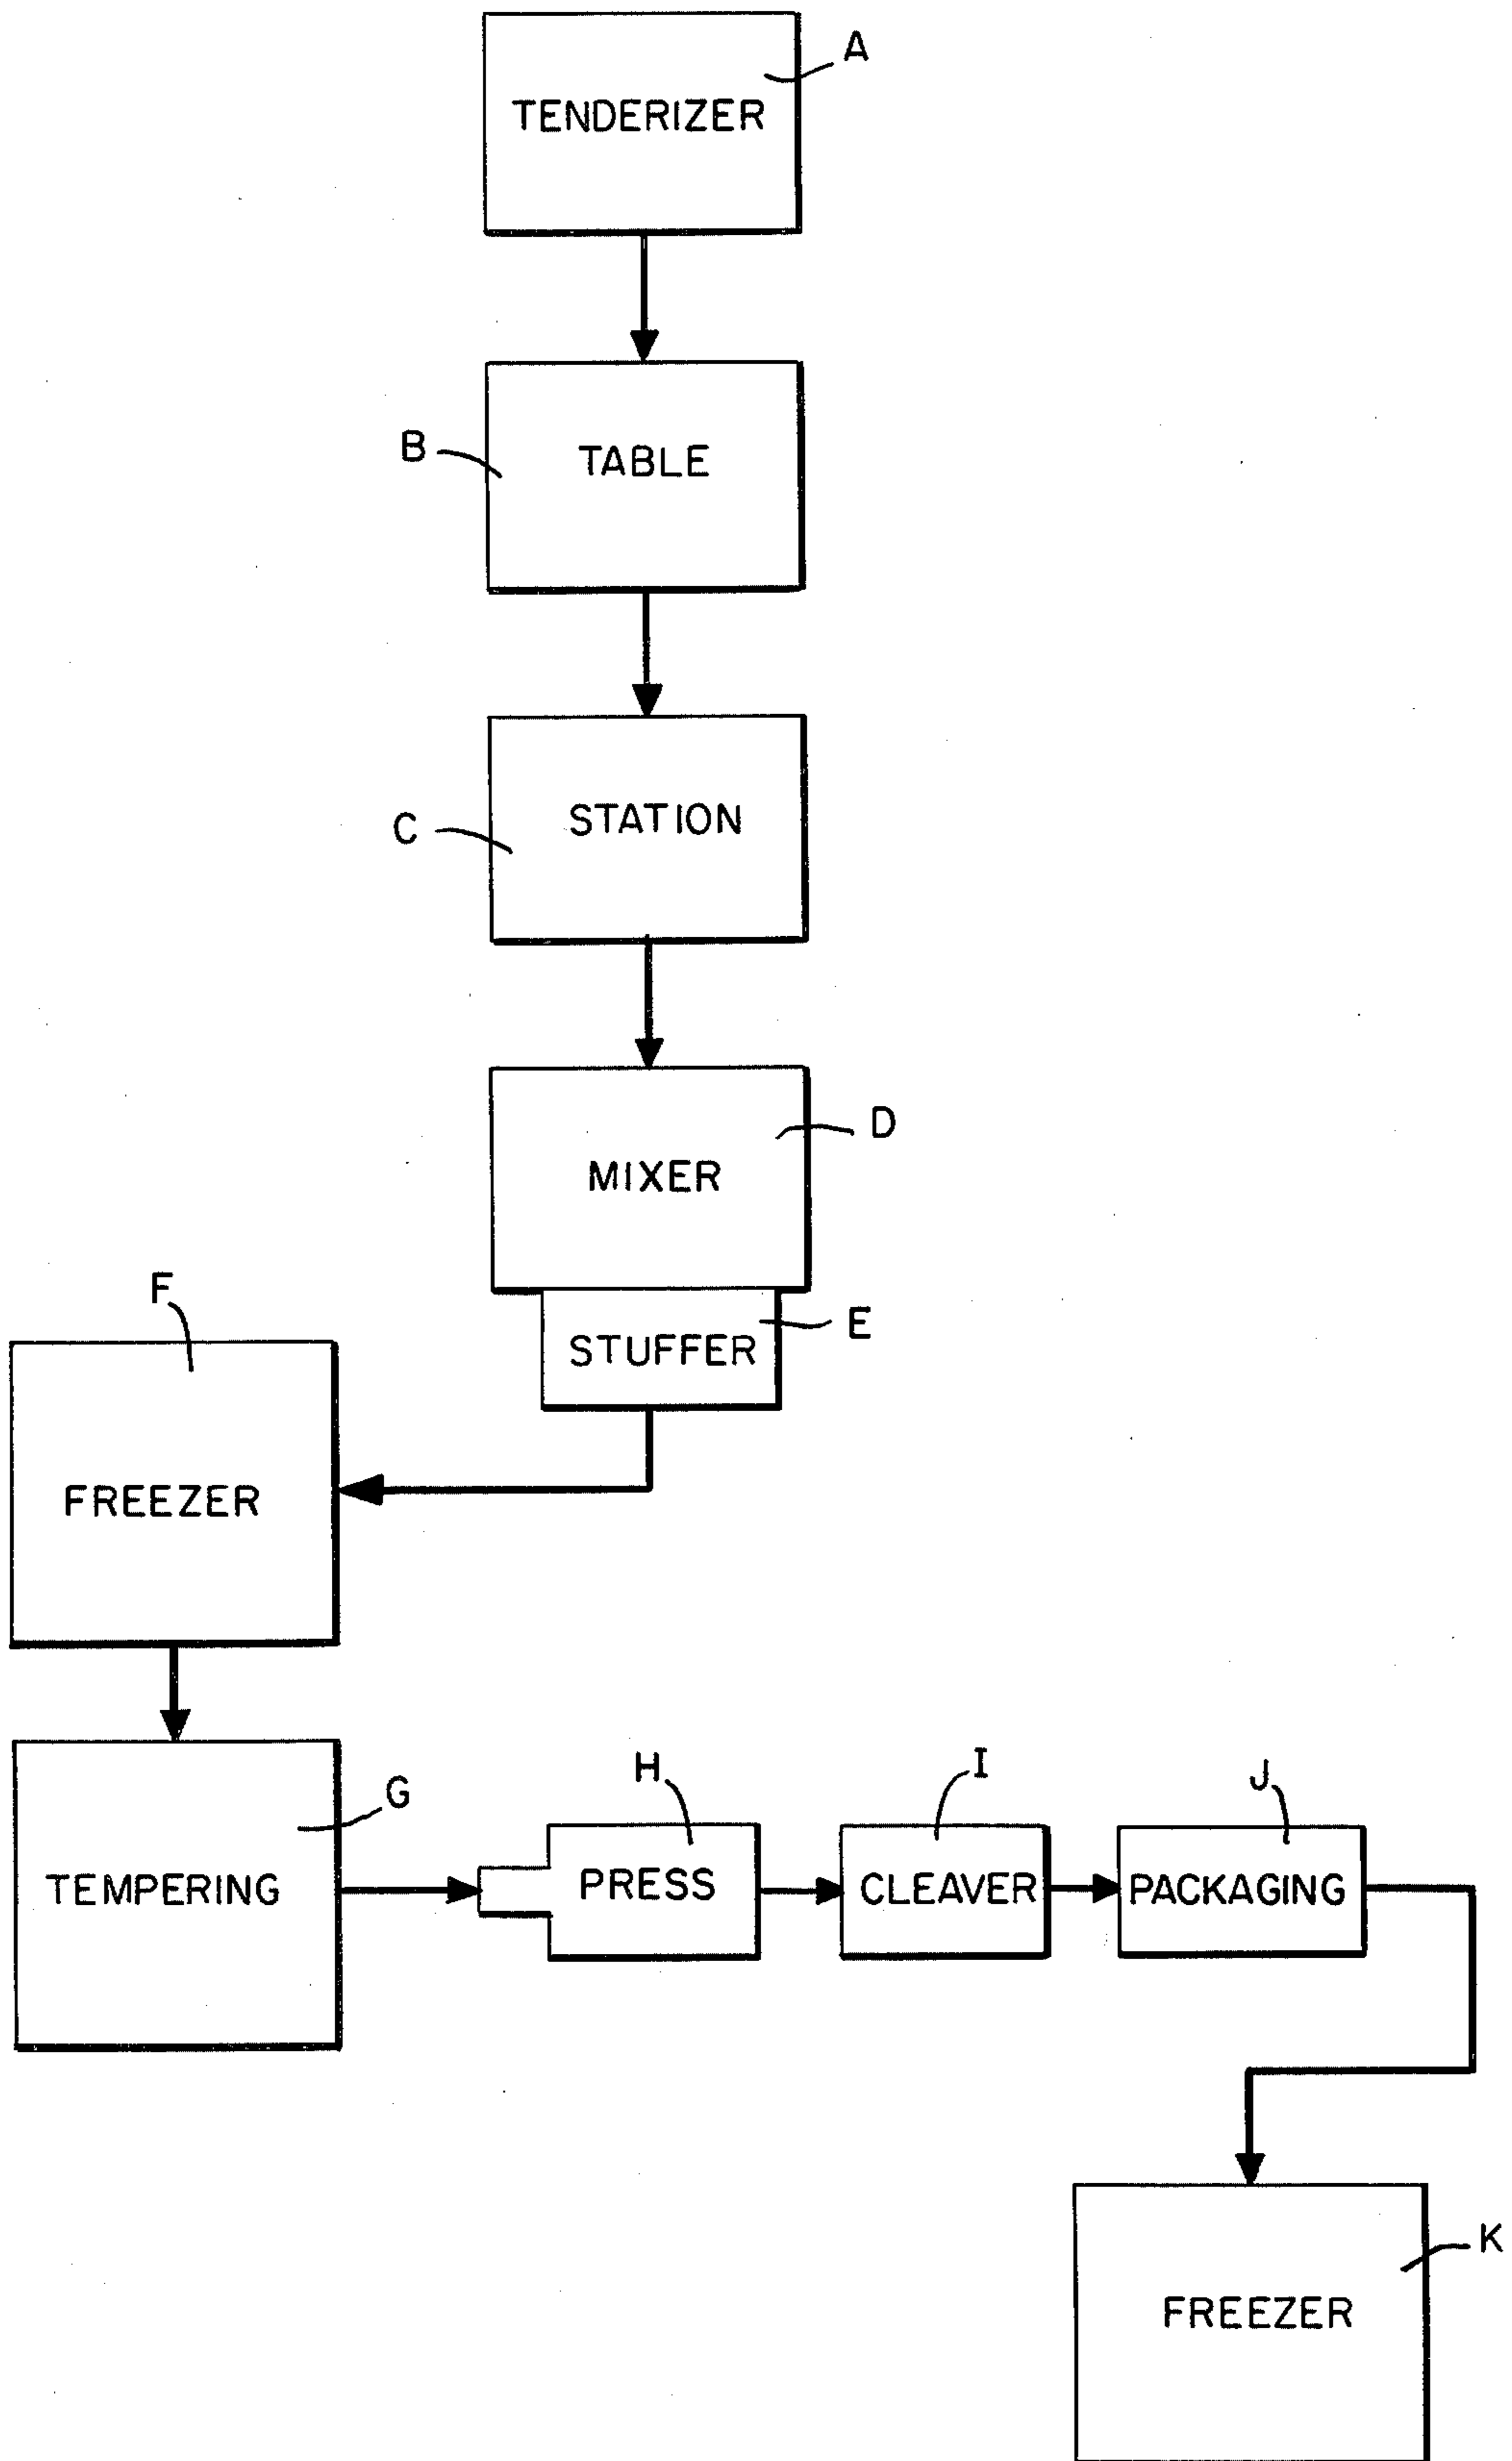 A
TENDERIZER
B
TABLE
C
STATION
D
MIXER
E
STUFFER
F
FREEZER
G
TEMPERING
H
PRESS
I
CLEAVER
J
PACKAGING
K
FREEZER